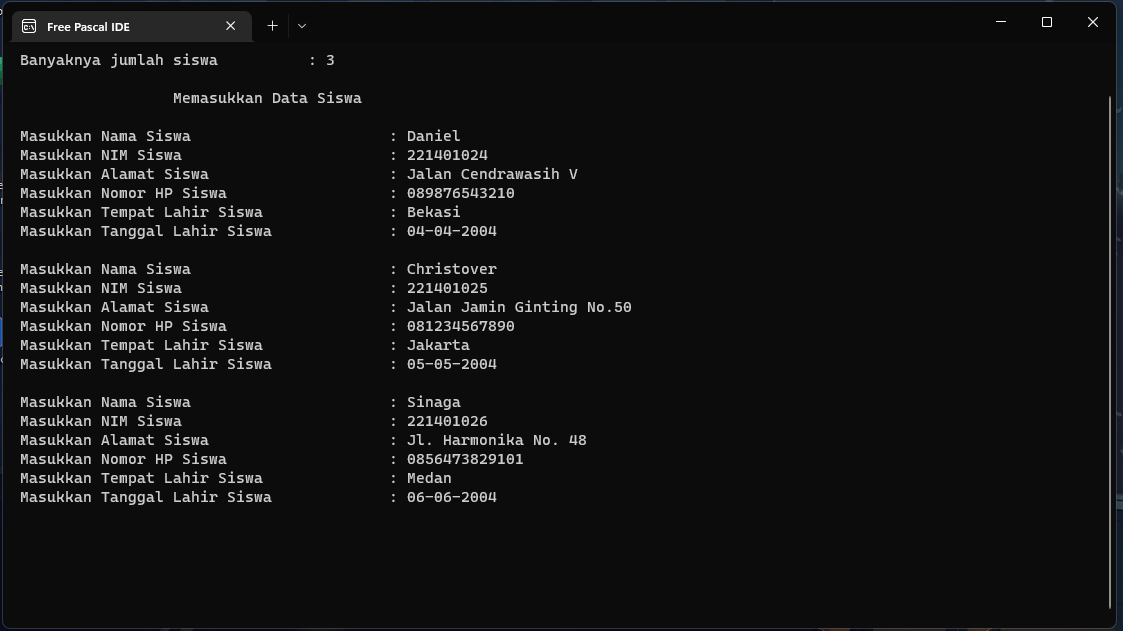 Free Pascal IDE
Banyaknya jumlah siswa : 3
Memasukkan Data Siswa
Masukkan Nama Siswa : Daniel
Masukkan NIM Siswa : 221401024
Masukkan Alamat Siswa : Jalan Cendrawasih V
Masukkan Nomor HP Siswa : 089876543210
Masukkan Tempat Lahir Siswa : Bekasi
Masukkan Tanggal Lahir Siswa : 04-04-2004
Masukkan Nama Siswa : Christover
Masukkan NIM Siswa : 221401025
Masukkan Alamat Siswa : Jalan Jamin Ginting No.50
Masukkan Nomor HP Siswa : 081234567890
Masukkan Tempat Lahir Siswa : Jakarta
Masukkan Tanggal Lahir Siswa : 05-05-2004
Masukkan Nama Siswa : Sinaga
Masukkan NIM Siswa : 221401026
Masukkan Alamat Siswa : Jl. Harmonika No. 48
Masukkan Nomor HP Siswa : 0856473829101
Masukkan Tempat Lahir Siswa : Medan
Masukkan Tanggal Lahir Siswa : 06-06-2004